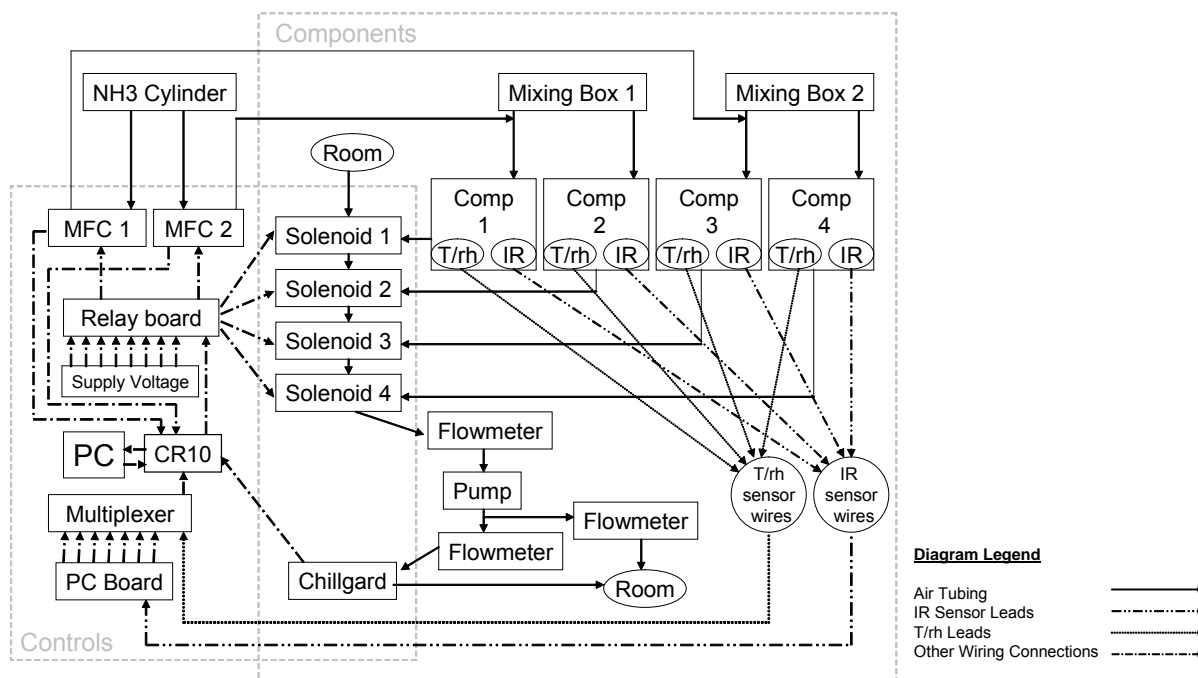 Components
NH3 Cylinder
Mixing Box 1
Mixing Box 2
Room
MFC 1
MFC 2
Comp
1
T/rh
IR
Comp
2
T/rh
IR
Comp
3
T/rh
IR
Comp
4
T/rh
IR
Solenoid 1
Solenoid 2
Relay board
Solenoid 3
Supply Voltage
Solenoid 4
Flowmeter
PC
CR10
T/rh
sensor
wires
IR
sensor
wires
Pump
Multiplexer
Flowmeter
Flowmeter
PC Board
Chillgard
Room
Controls
Diagram Legend
Air Tubing
IR Sensor Leads
T/rh Leads
Other Wiring Connections